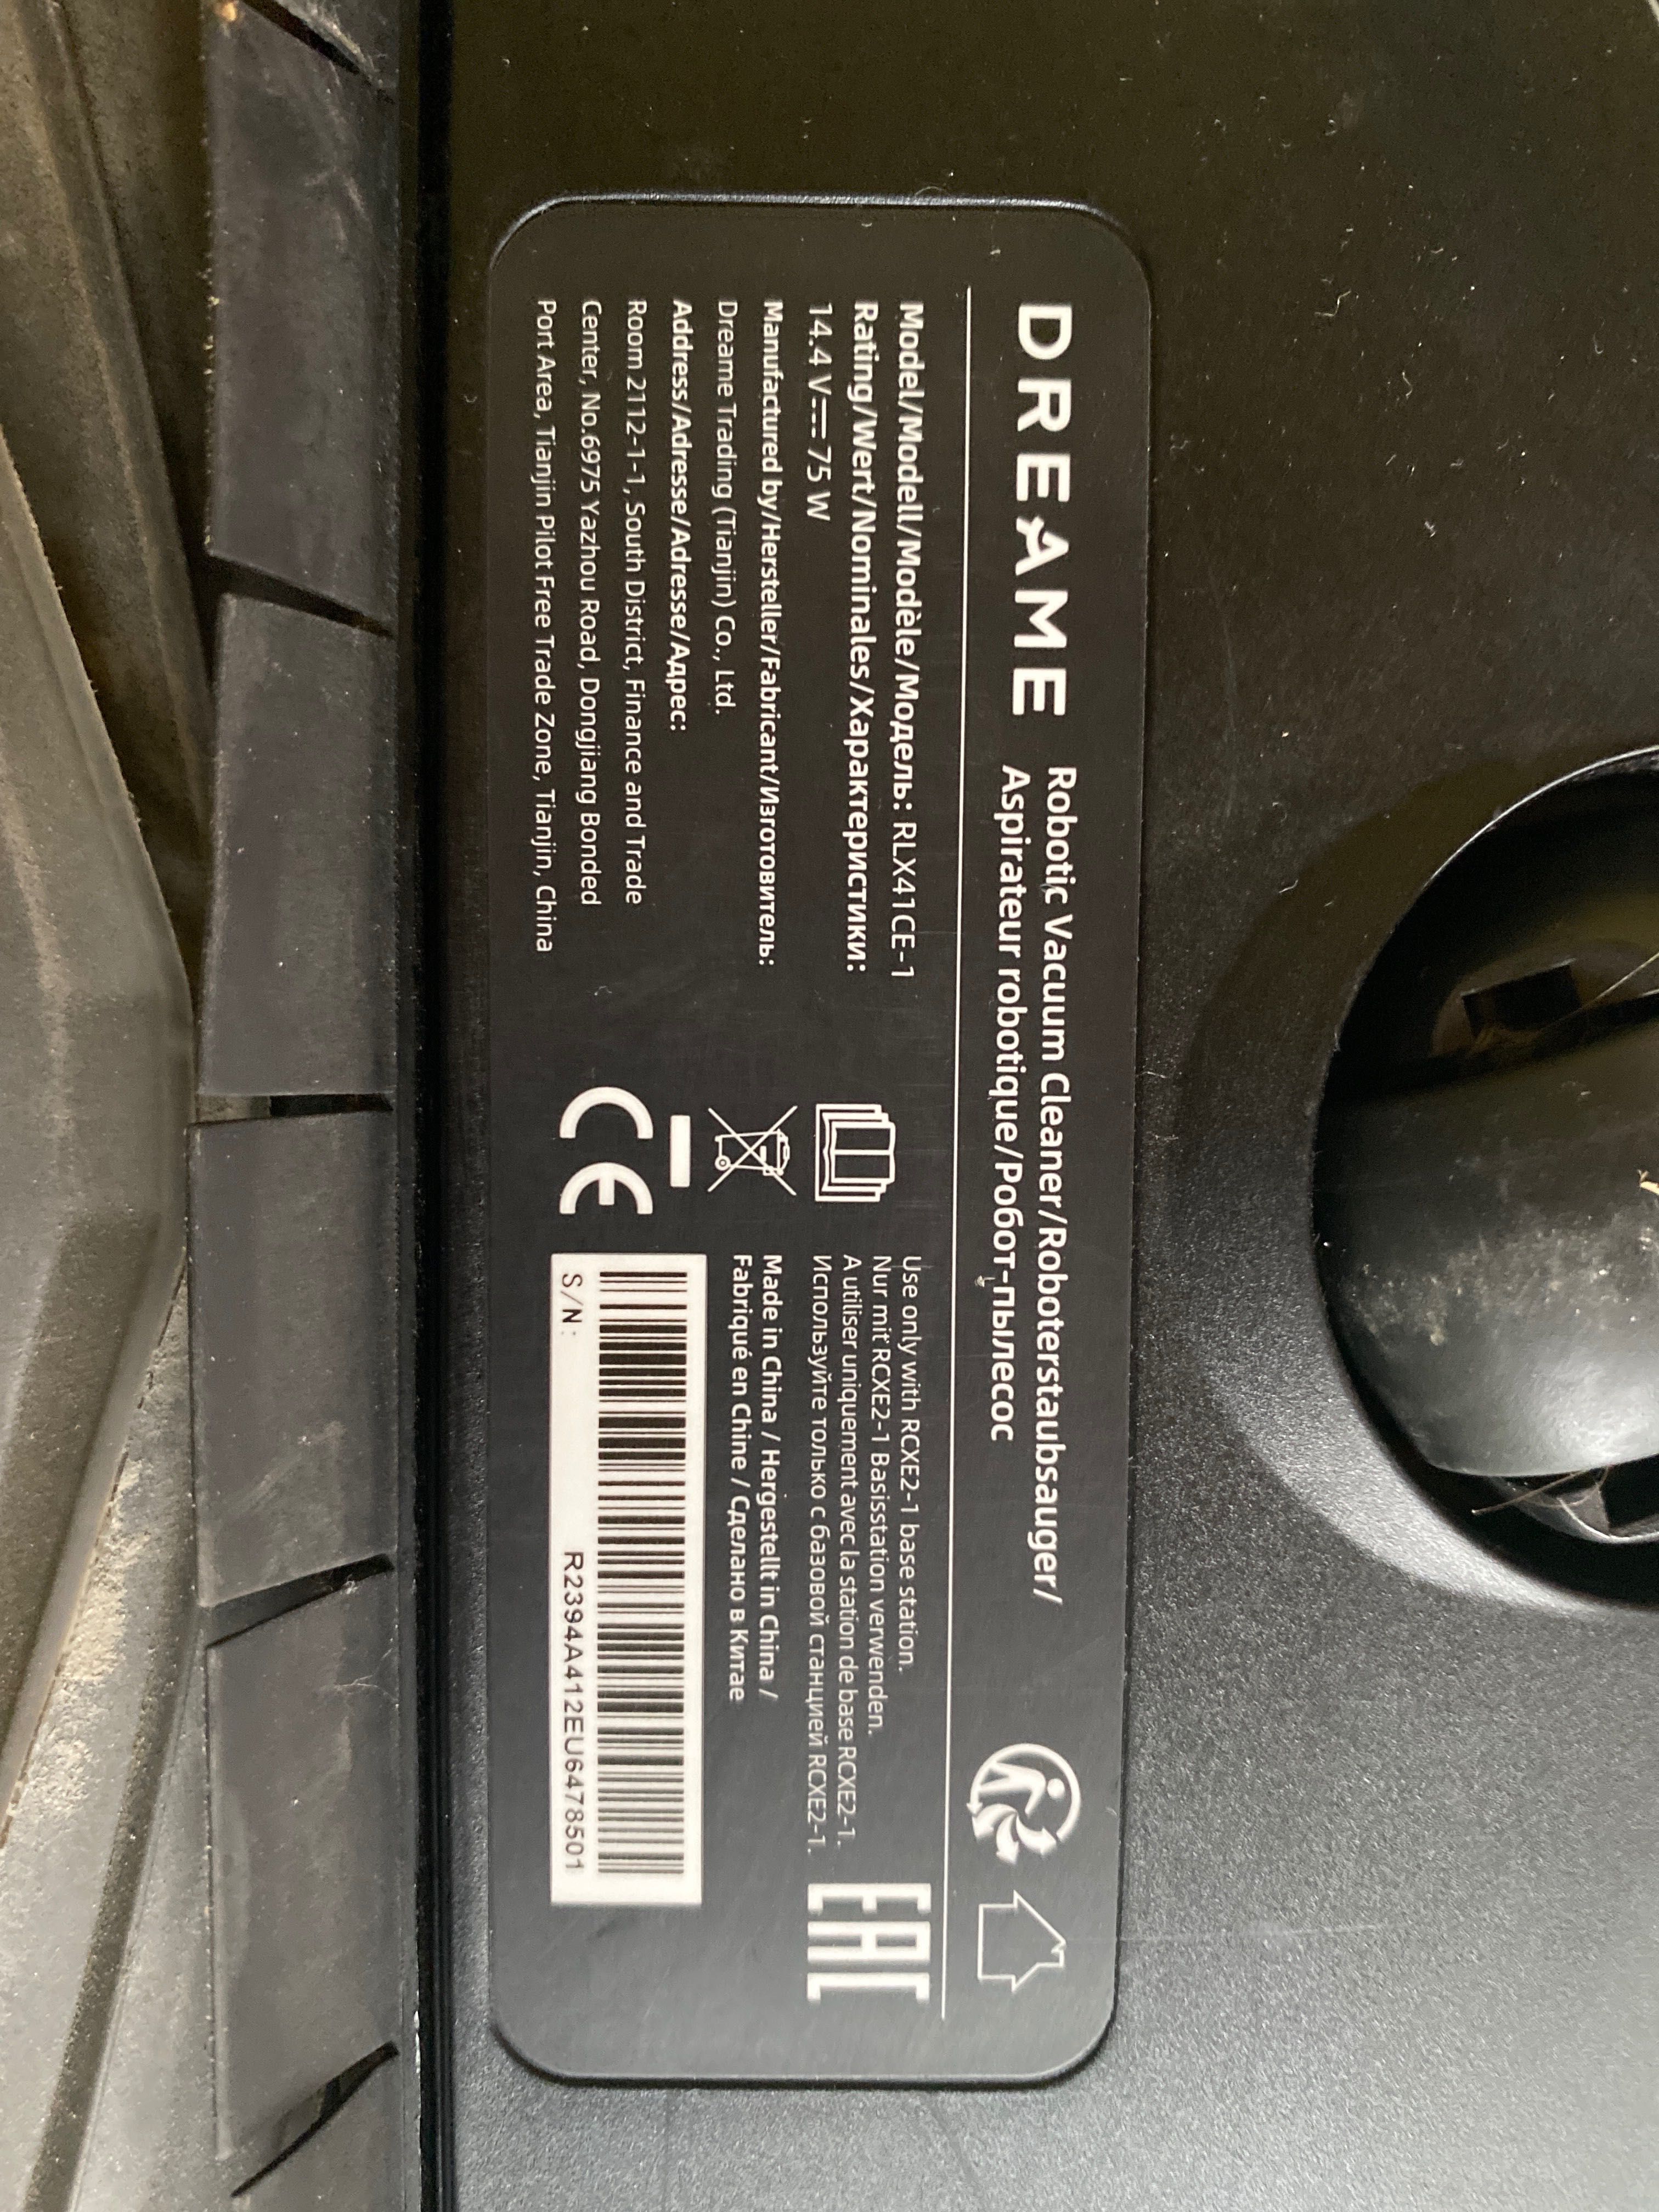 DREAME
Robotic Vacuum Cleaner/Roboterstaubsauger/
Aspirateur robotique/Робот-пылесос
Model/Modell/Modèle/Модель: RLX41CE-1
Rating/Wert/Nominales/Характеристики:
14.4 V⎓75 W
Manufactured by/Hersteller/Fabricant/Изготовитель:
Dreame Trading (Tianjin) Co., Ltd.
Address/Adresse/Adresse/Адрес:
Room 2112-1-1, South District, Finance and Trade
Center, No.6975 Yazhou Road, Dongjiang Bonded
Port Area, Tianjin Pilot Free Trade Zone, Tianjin, China
CE
Use only with RCXE2-1 base station.
Nur mit RCXE2-1 Basisstation verwenden.
A utiliser uniquement avec la station de base RCXE2-1.
Используйте только с базовой станцией RCXE2-1.
EAC
Made in China / Hergestellt in China /
Fabriqué en Chine / Сделано в Китае
S/N: R2394A412EU6478501